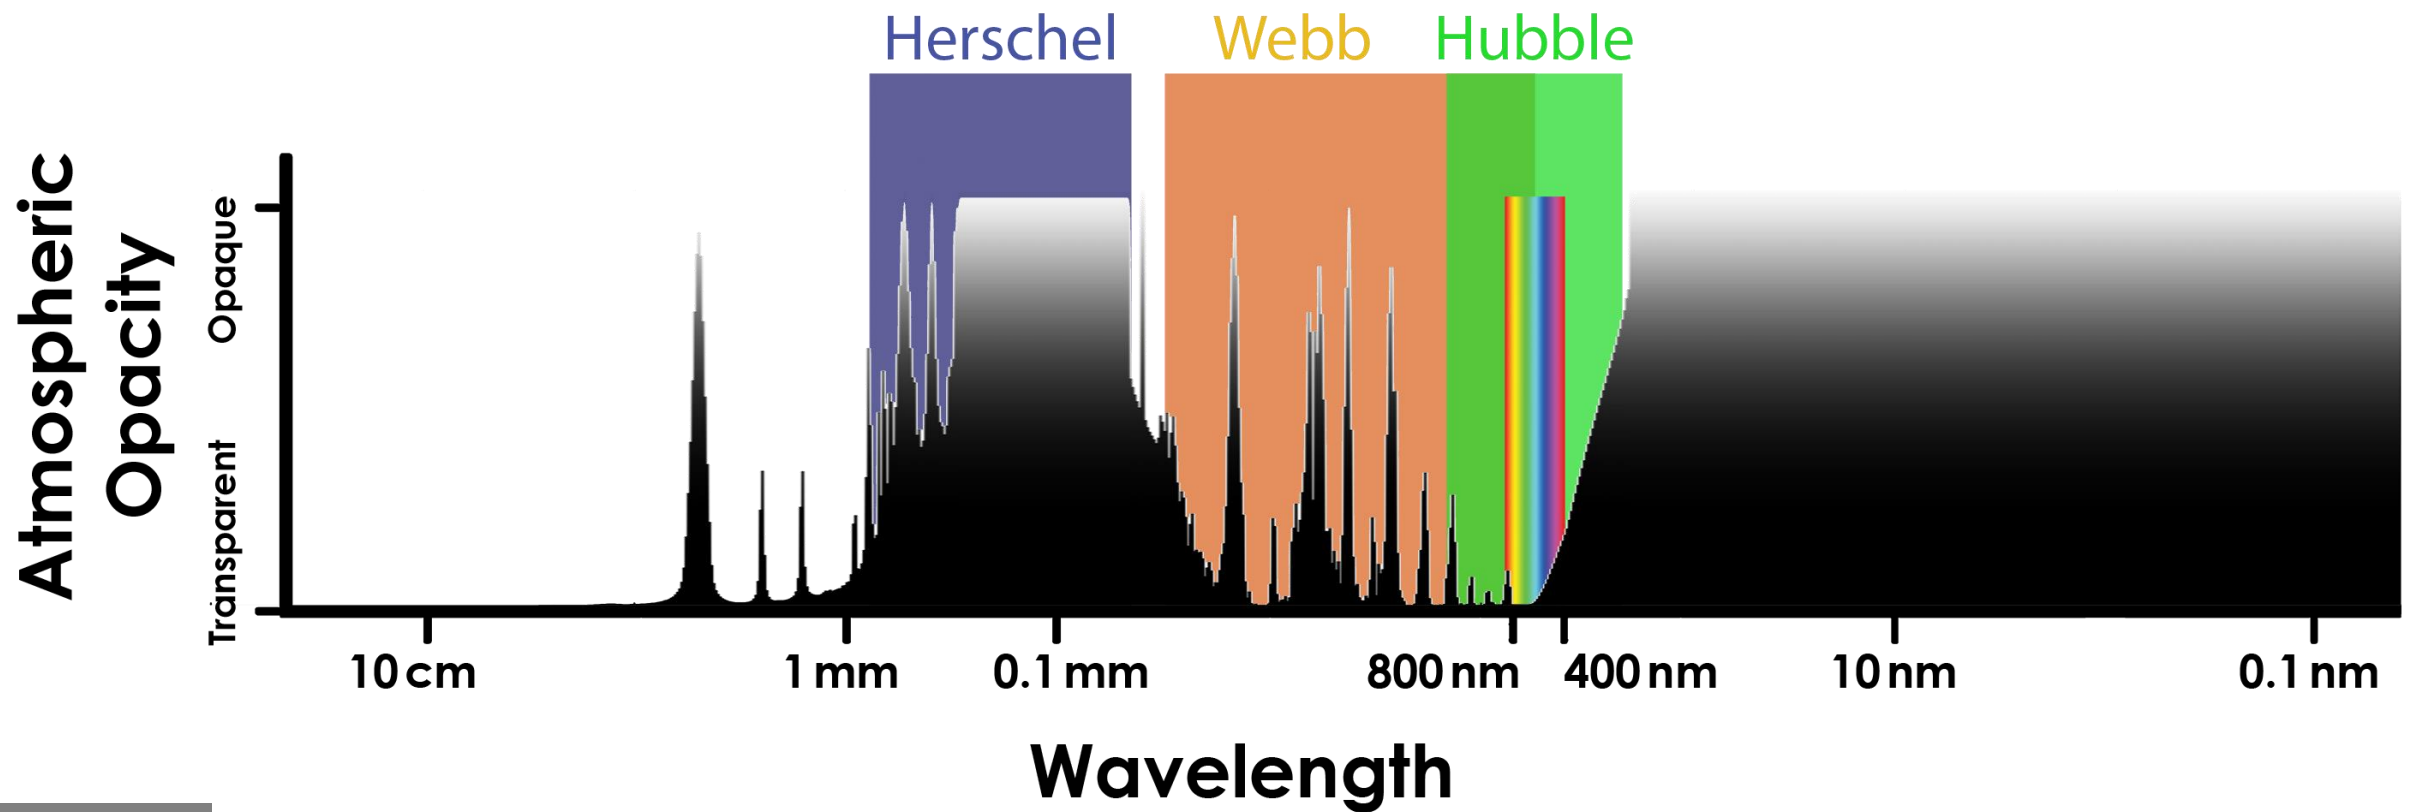 Herschel
Webb
Hubble
Atmospheric
Opacity
Opaque
Transparent
10 cm
1 mm
0.1 mm
800 nm
400 nm
10 nm
0.1 nm
Wavelength